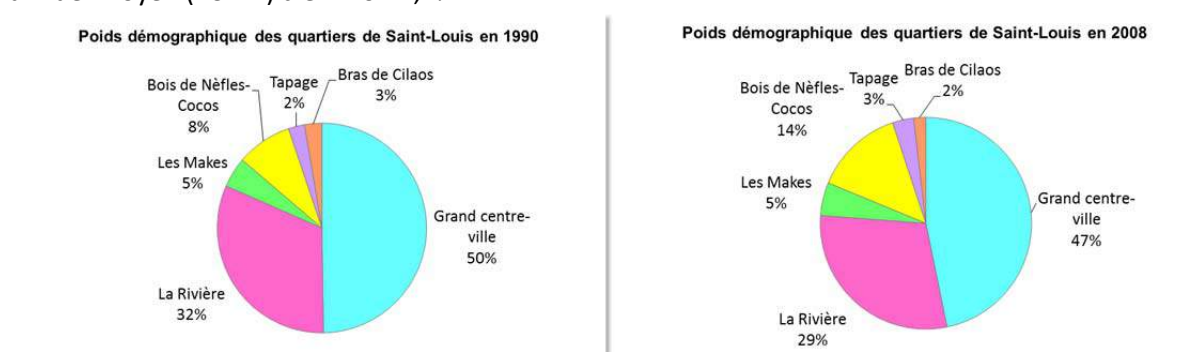 Poids démographique des quartiers de Saint-Louis en 1990
Bois de Nèfles-
Cocos
8%
Tapage
2%
Bras de Cilaos
3%
Les Makes
5%
Grand centre-
ville
50%
La Rivière
32%
Poids démographique des quartiers de Saint-Louis en 2008
Bois de Nèfles-
Cocos
14%
Tapage
3%
Bras de Cilaos
2%
Les Makes
5%
Grand centre-
ville
47%
La Rivière
29%